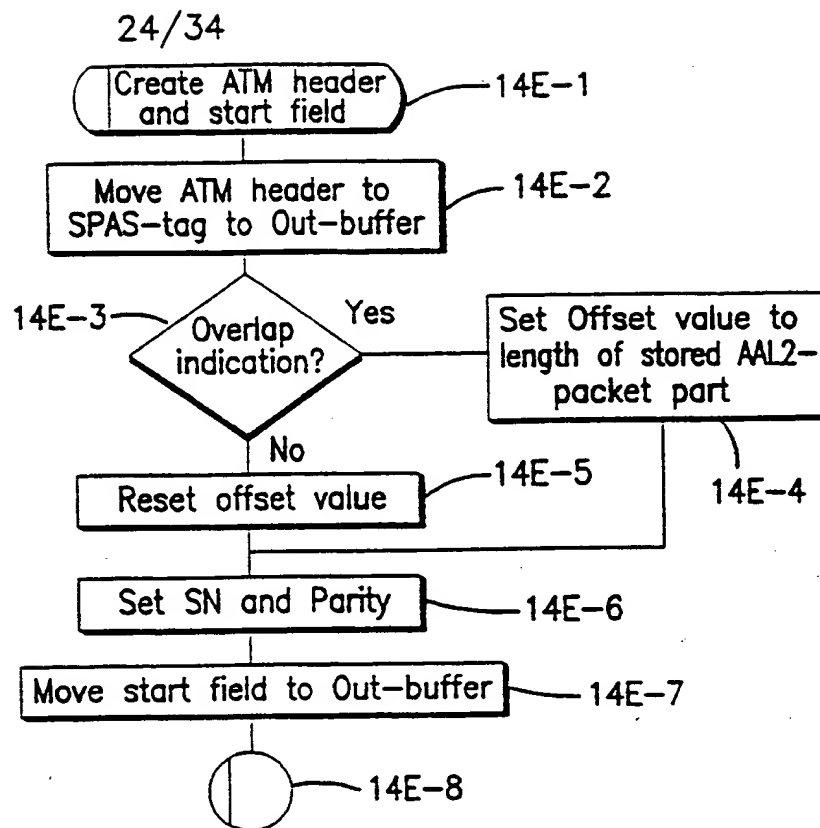 24/34
Create ATM header
and start field
14E-1
Move ATM header to
SPAS-tag to Out-buffer
14E-2
14E-3
Overlap
indication?
Yes
No
Set Offset value to
length of stored AAL2-
packet part
14E-4
Reset offset value
14E-5
Set SN and Parity
14E-6
Move start field to Out-buffer
14E-7
14E-8